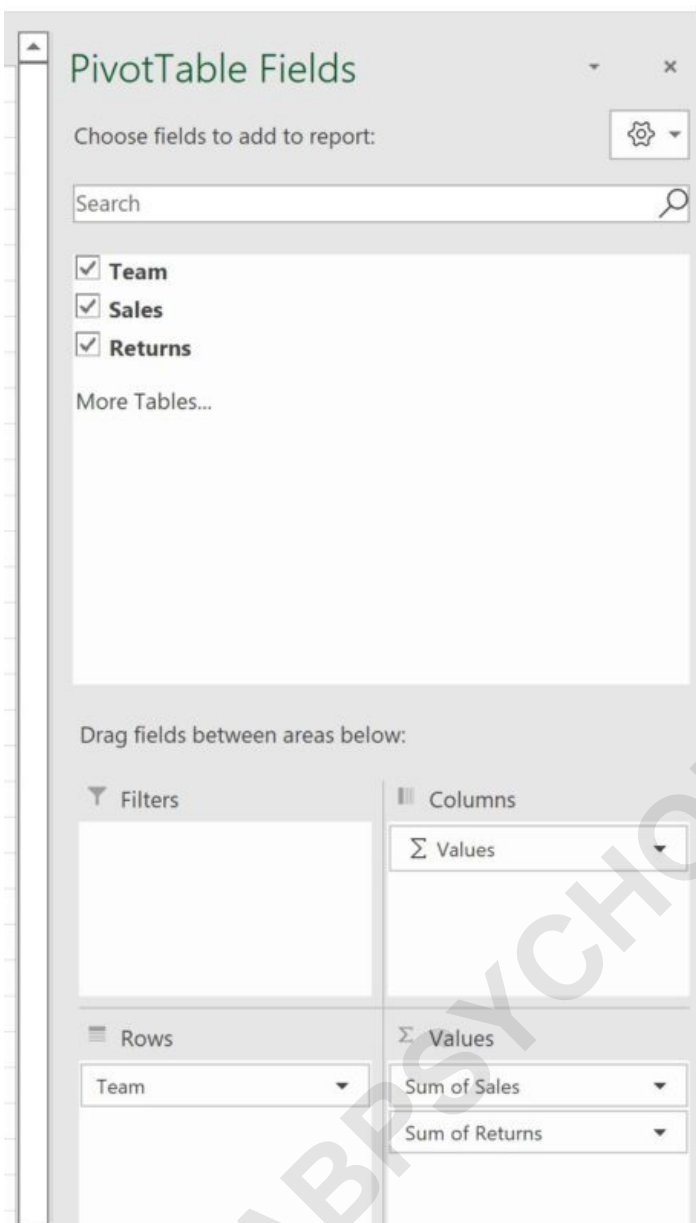 PivotTable Fields
Choose fields to add to report:
Search
Team
Sales
Returns
More Tables...
Drag fields between areas below:
Filters
Columns
Σ Values
Rows
Σ Values
Team
Sum of Sales
Sum of Returns
ABPSYCHO